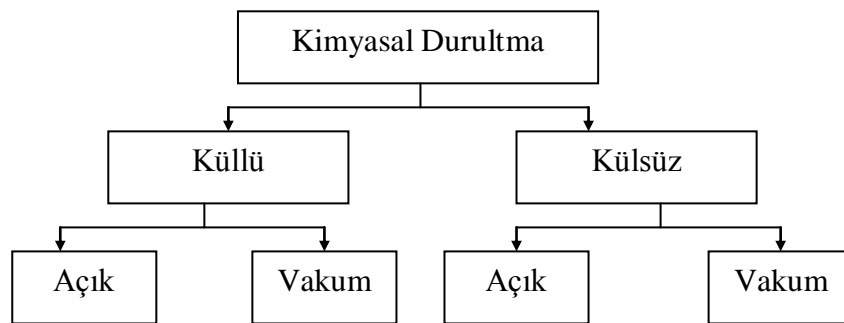 Kimyasal Durultma
Küllü
Külsüz
Açık
Vakum
Açık
Vakum